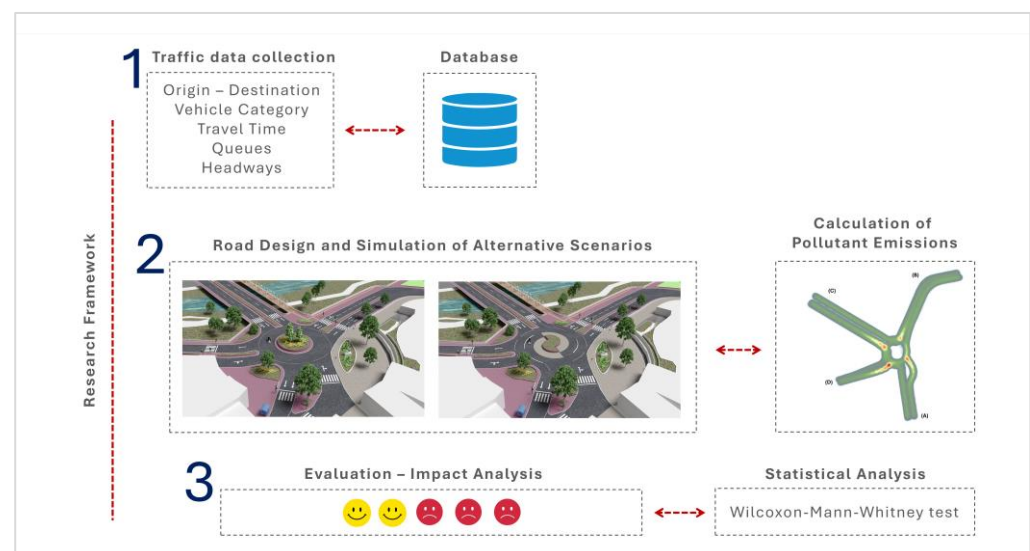 1
Traffic data collection
Origin – Destination
Vehicle Category
Travel Time
Queues
Headways
Database
Research Framework
2
Road Design and Simulation of Alternative Scenarios
Calculation of
Pollutant Emissions
(B)
(C)
(D)
(A)
3
Evaluation – Impact Analysis
Statistical Analysis
Wilcoxon-Mann-Whitney test